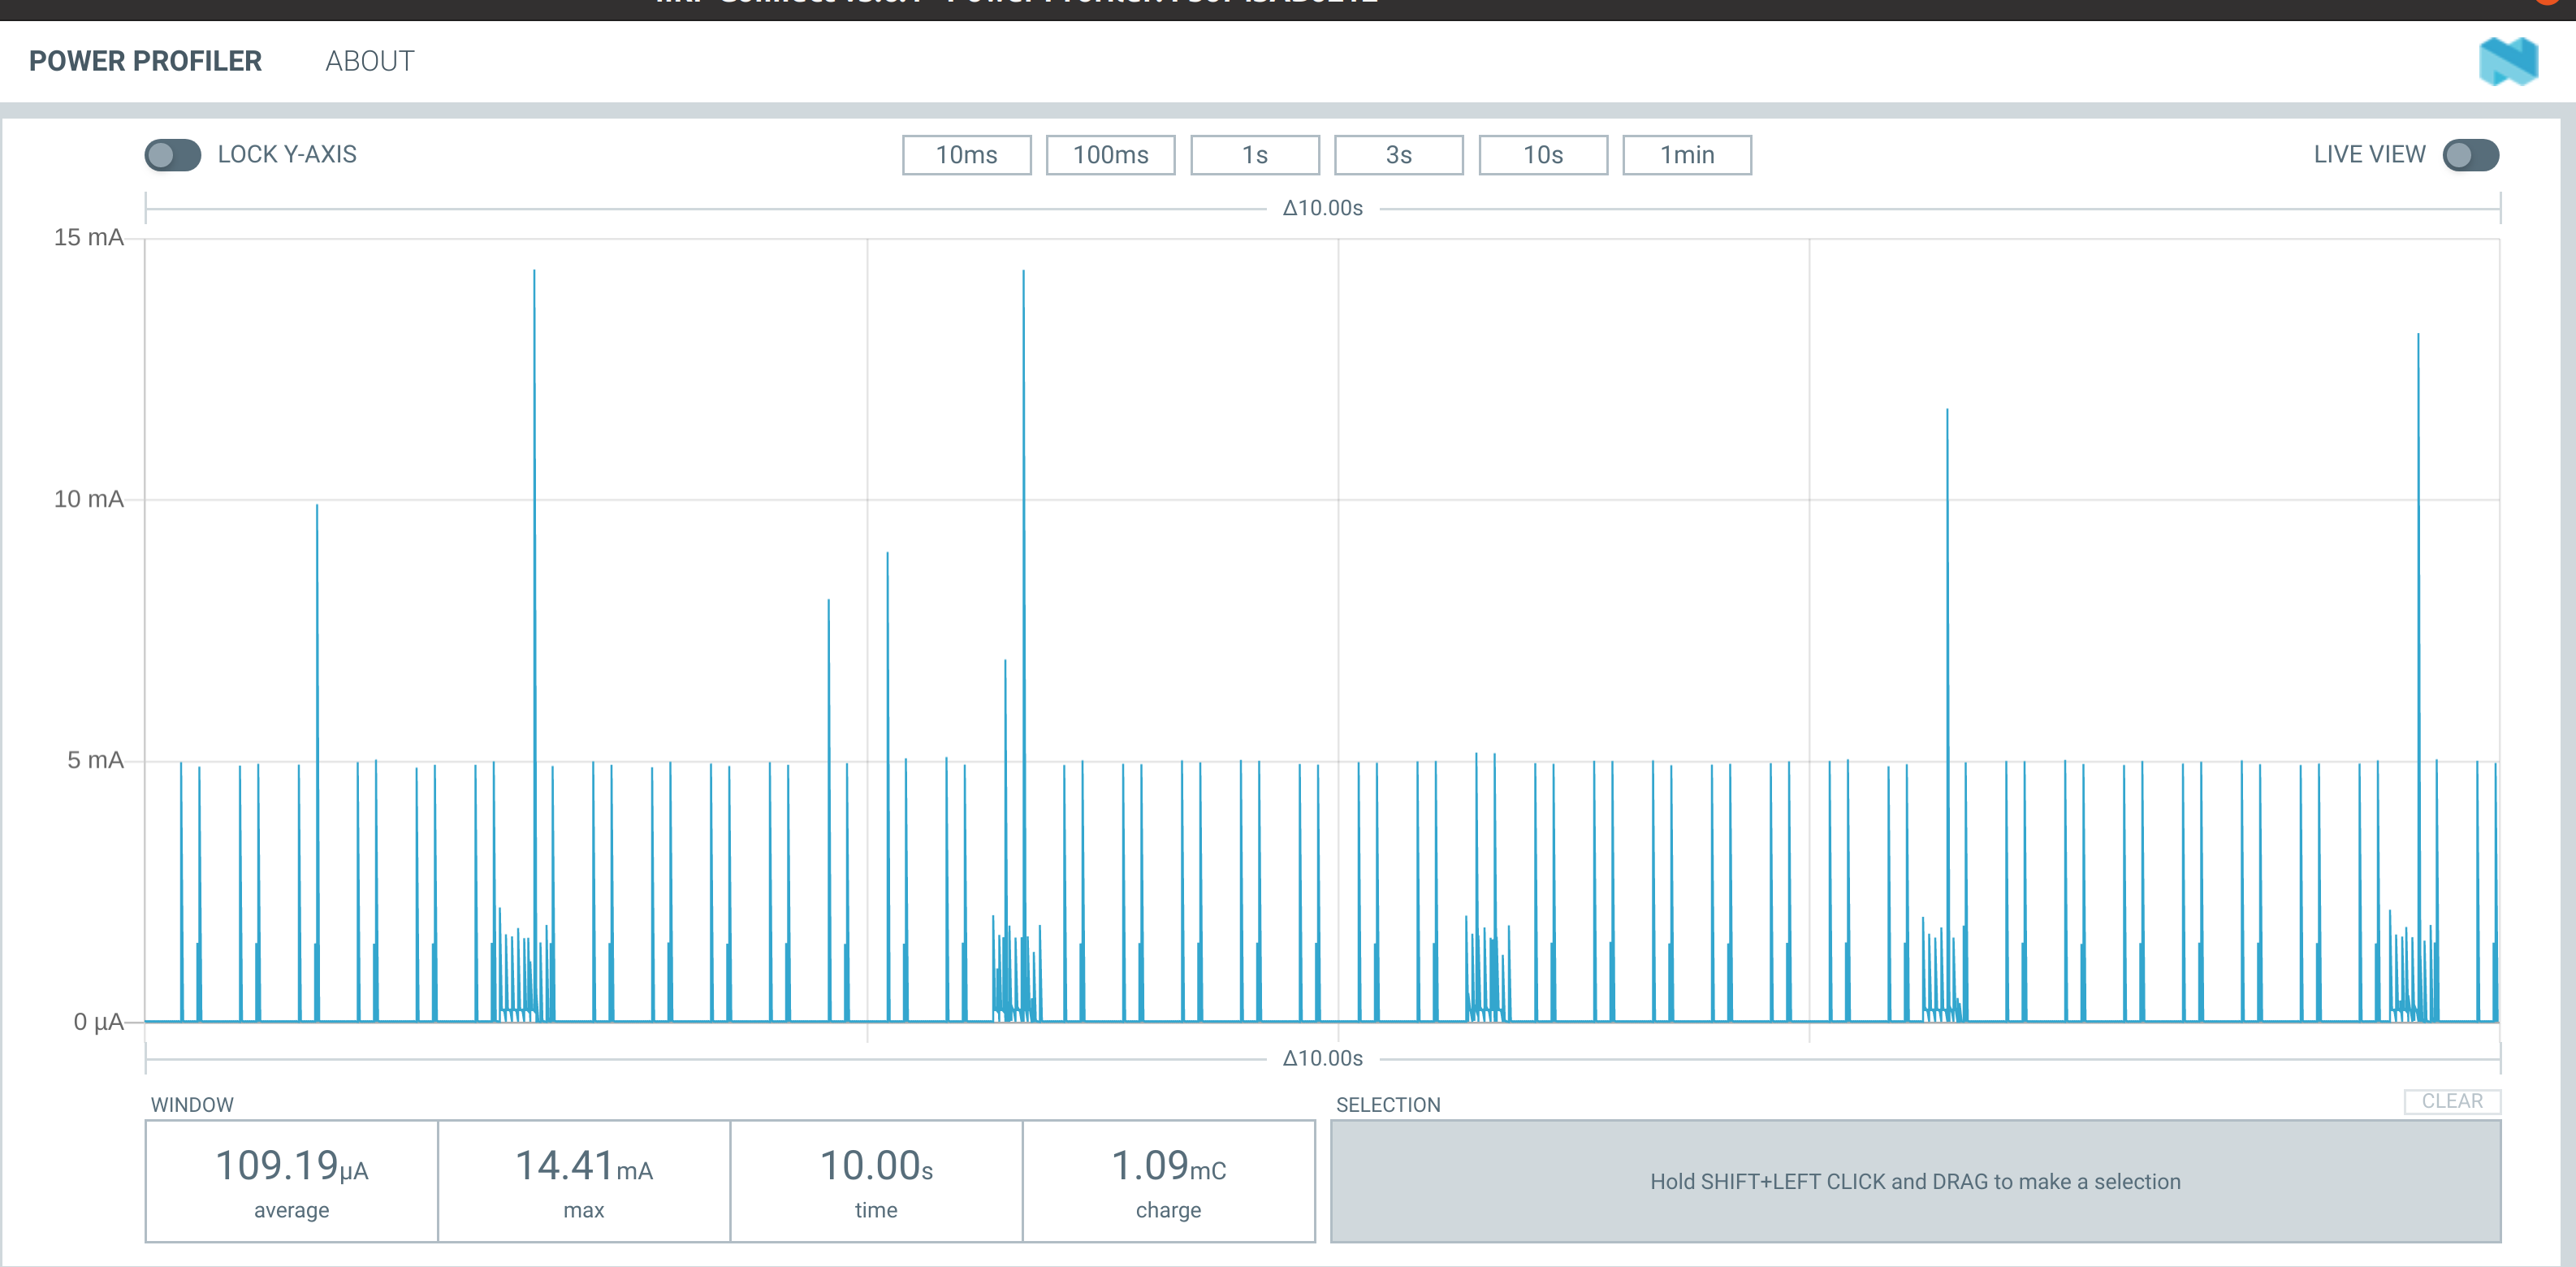 POWER PROFILER ABOUT
LOCK Y-AXIS 10ms 100ms 1s 3s 10s 1min LIVE VIEW
Δ10.00s
15 mA
10 mA
5 mA
0 µA
Δ10.00s
WINDOW
109.19µA 14.41mA 10.00s 1.09mC
average max time charge
SELECTION CLEAR
Hold SHIFT+LEFT CLICK and DRAG to make a selection